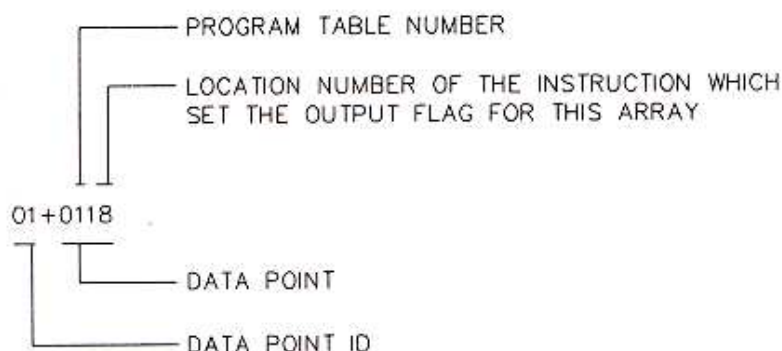 PROGRAM TABLE NUMBER
LOCATION NUMBER OF THE INSTRUCTION WHICH
SET THE OUTPUT FLAG FOR THIS ARRAY
01+0118
DATA POINT
DATA POINT ID